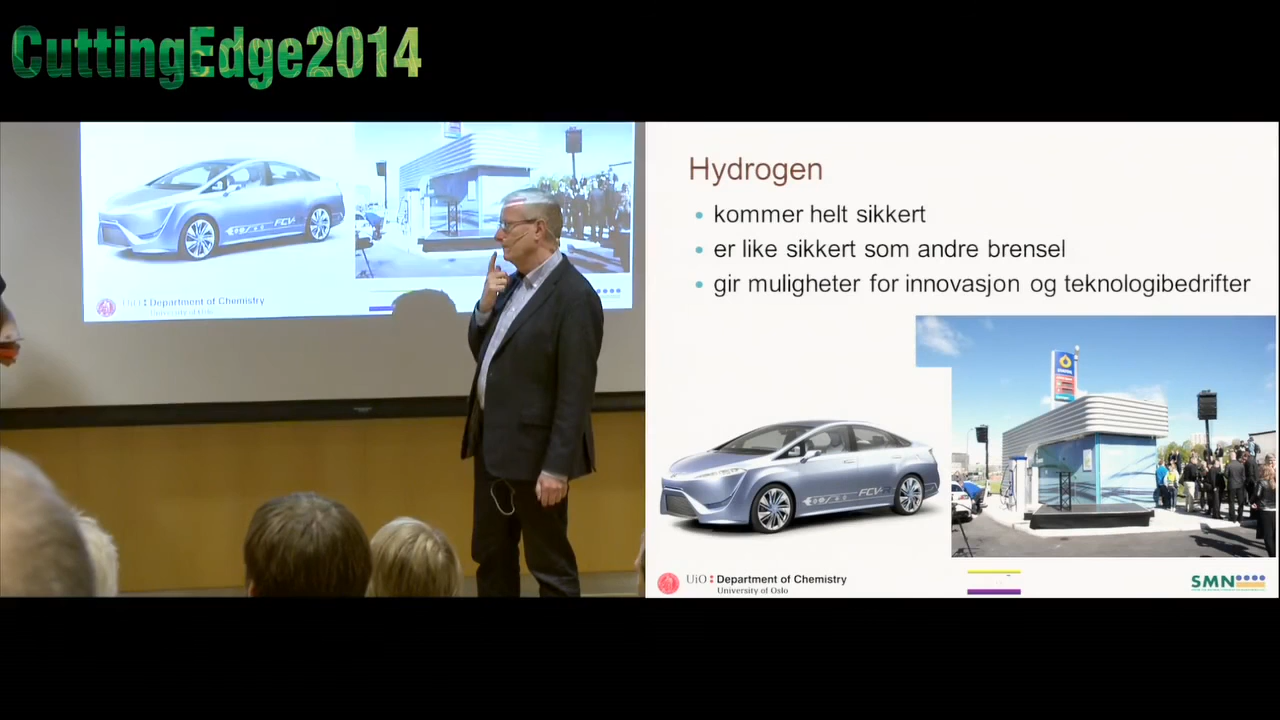 CuttingEdge2014
FCV
UiO: Department of Chemistry
University of Oslo
Hydrogen
• kommer helt sikkert
• er like sikkert som andre brensel
• gir muligheter for innovasjon og teknologibedrifter
FCV
UiO: Department of Chemistry
University of Oslo
SMN